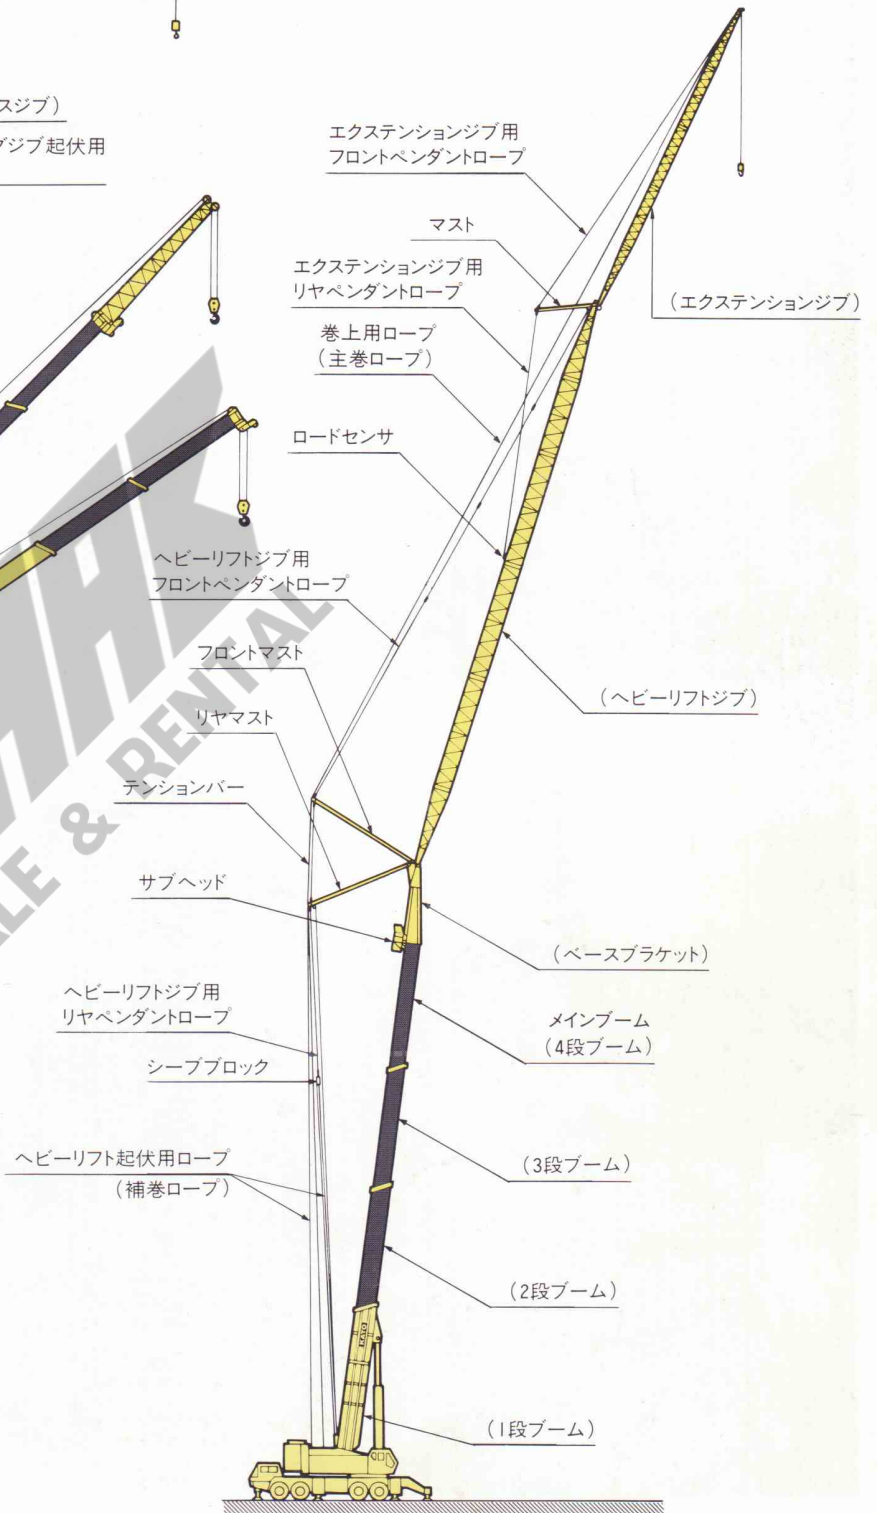 スジブ)
グジブ起伏用
エクステンションジブ用
フロントペンダントロープ
マスト
エクステンションジブ用
リヤペンダントロープ
(エクステンションジブ)
巻上用ロープ
(主巻ロープ)
ロードセンサ
ヘビーリフトジブ用
フロントペンダントロープ
フロントマスト
(ヘビーリフトジブ)
リヤマスト
テンションバー
サブヘッド
(ベースブラケット)
ヘビーリフトジブ用
リヤペンダントロープ
メインブーム
(4段ブーム)
シーブブロック
ヘビーリフト起伏用ロープ
(補巻ロープ)
(3段ブーム)
(2段ブーム)
(1段ブーム)
KATO
LE & RENTAL